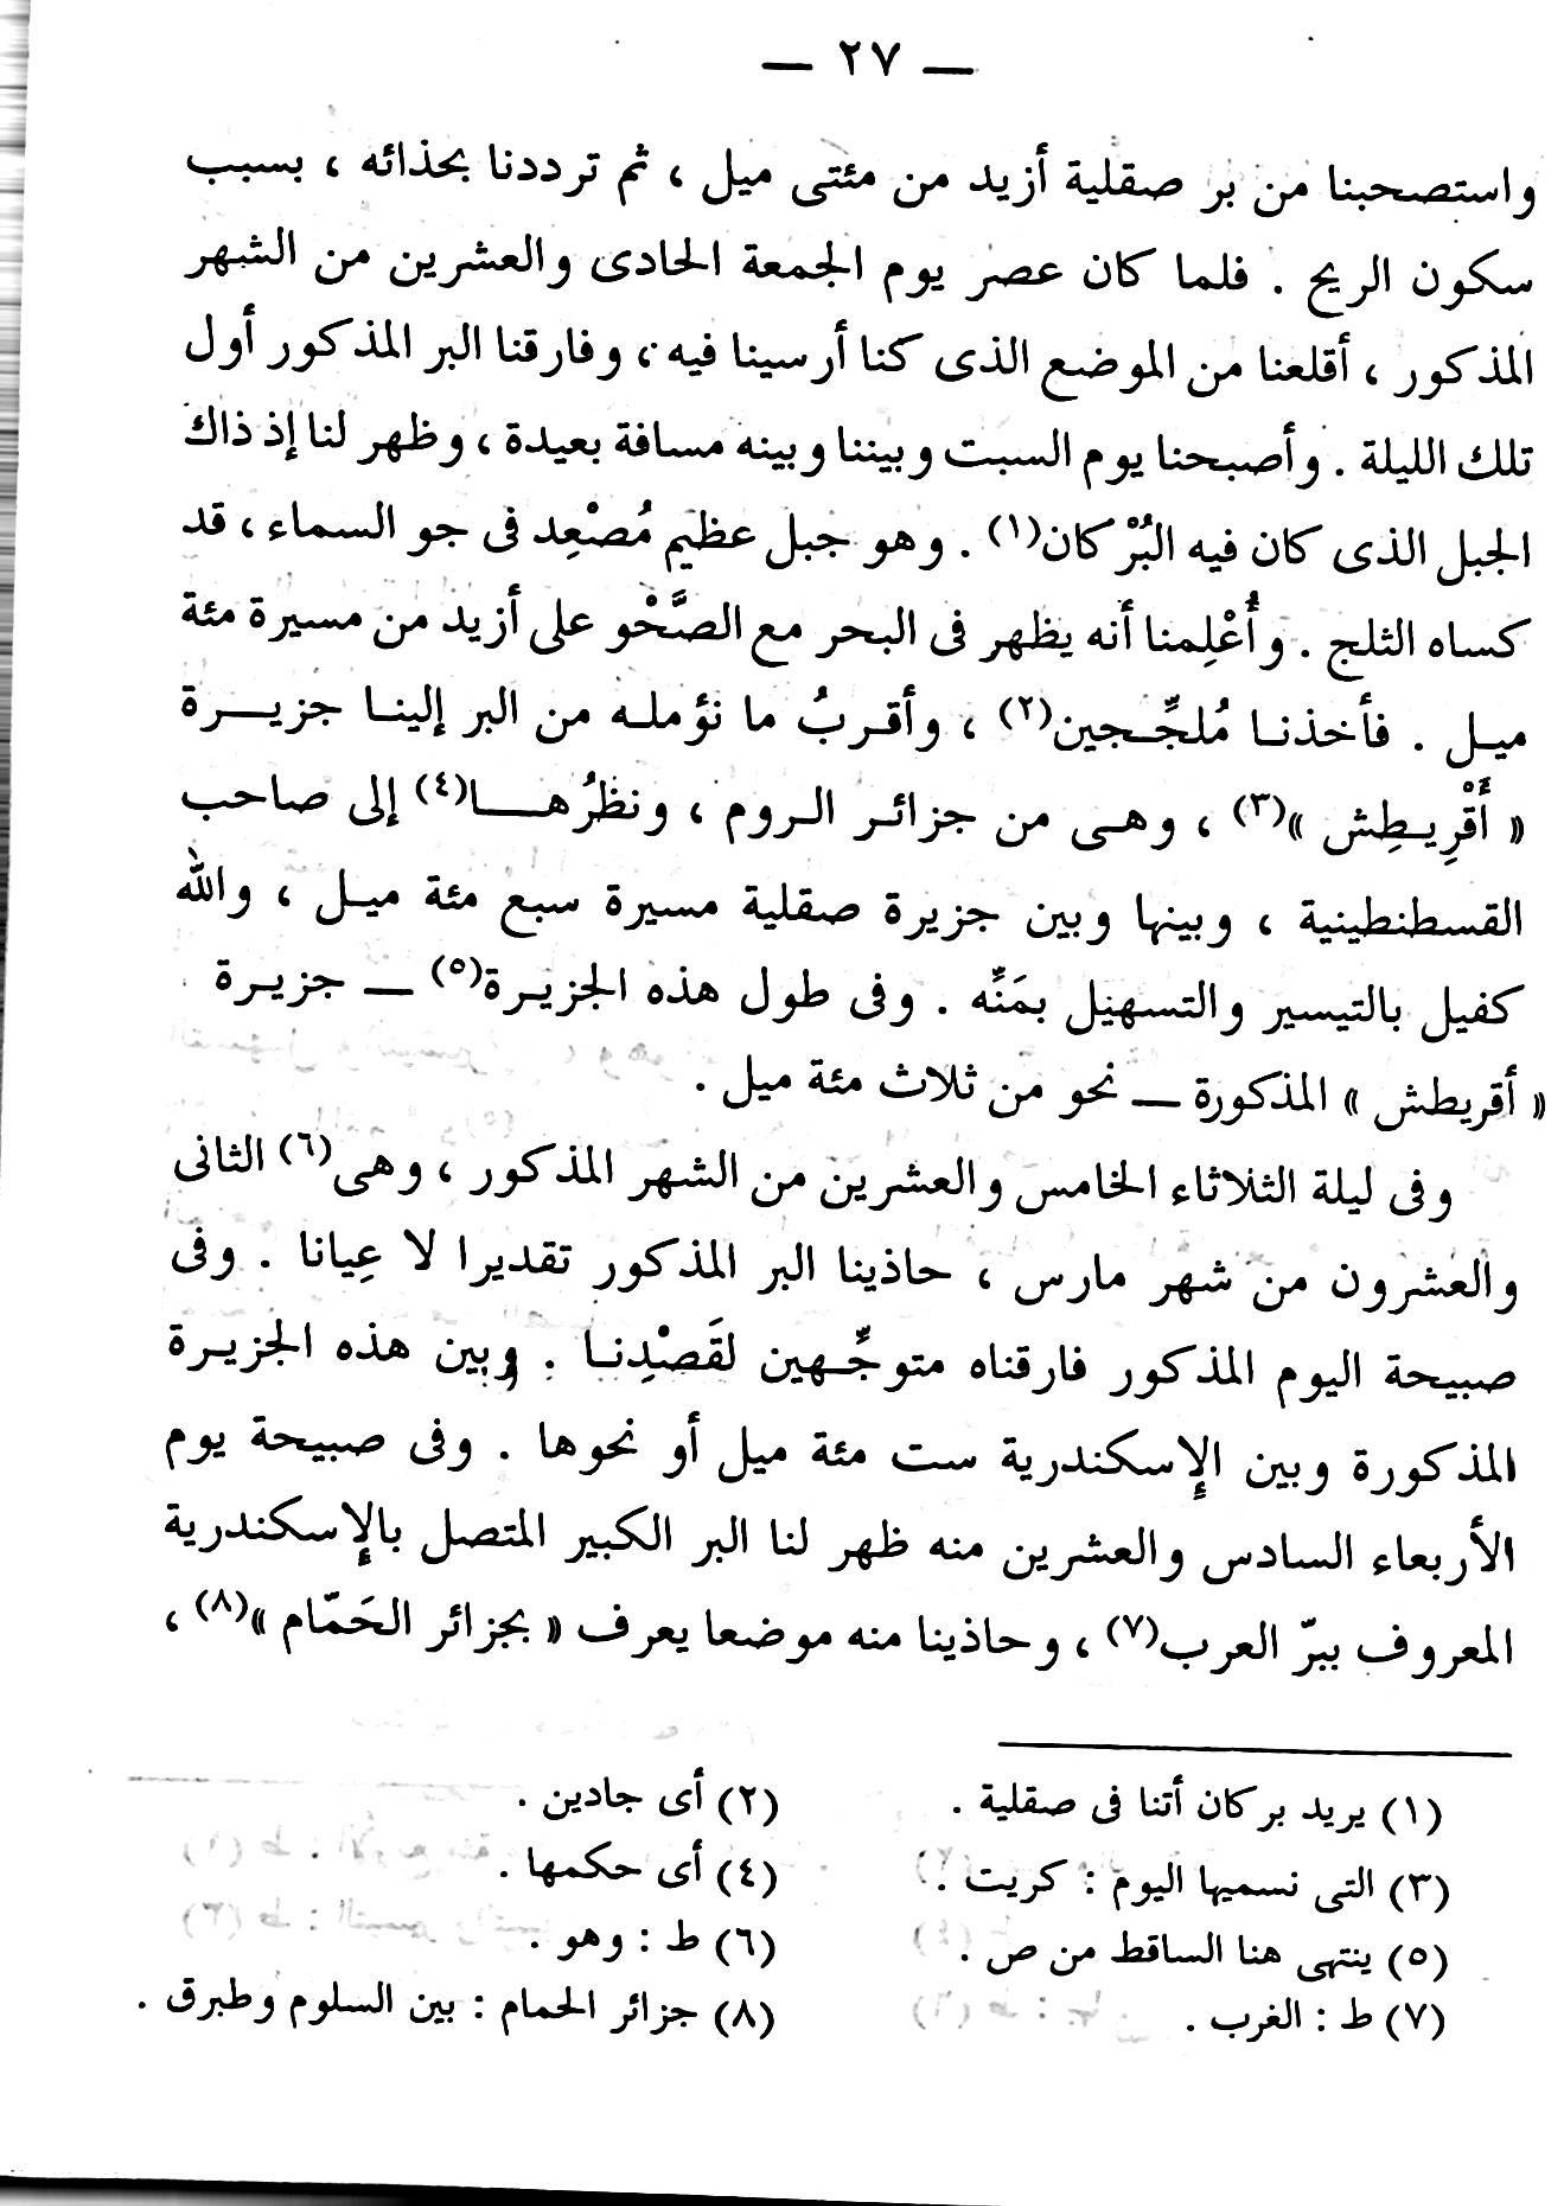 — ٢٧ —
واستصحبنا من بر صقلية أزيد من مئتى ميل ، ثم ترددنا بحذائه ، بسبب
سكون الريح . فلما كان عصر يوم الجمعة الحادى والعشرين من الشهر
المذكور ، أقلعنا من الموضع الذى كنا أرسينا فيه ، وفارقنا البر المذكور أول
تلك الليلة . وأصبحنا يوم السبت وبيننا وبينه مسافة بعيدة ، وظهر لنا إذ ذاك
الجبل الذى كان فيه البُرْكان(١) . وهو جبل عظيم مُصْعِد فى جو السماء ، قد
كساه الثلج . وأُعْلِمنا أنه يظهر فى البحر مع الصَّحْو على أزيد من مسيرة مئة
ميل . فأخذنا مُلجِّجين(٢) ، وأقربُ ما نؤمله من البر إلينا جزيرة
« أَقْرِيطِش »(٣) ، وهى من جزائر الروم ، ونظرُها(٤) إلى صاحب
القسطنطينية ، وبينها وبين جزيرة صقلية مسيرة سبع مئة ميل ، والله
كفيل بالتيسير والتسهيل بمَنِّه . وفى طول هذه الجزيرة(٥) — جزيرة
« أقريطش » المذكورة — نحو من ثلاث مئة ميل .
وفى ليلة الثلاثاء الخامس والعشرين من الشهر المذكور ، وهى(٦) الثانى
والعشرون من شهر مارس ، حاذينا البر المذكور تقديرا لا عِيانا . وفى
صبيحة اليوم المذكور فارقناه متوجِّهين لقَصْدِنا . وبين هذه الجزيرة
المذكورة وبين الإسكندرية ست مئة ميل أو نحوها . وفى صبيحة يوم
الأربعاء السادس والعشرين منه ظهر لنا البر الكبير المتصل بالإسكندرية
المعروف ببرّ العرب(٧) ، وحاذينا منه موضعا يعرف « بجزائر الحَمّام »(٨) ،
(١) يريد بركان أتنا فى صقلية . (٢) أى جادين .
(٣) التى نسميها اليوم : كريت . (٤) أى حكمها .
(٥) ينتهى هنا الساقط من ص . (٦) ط : وهو .
(٧) ط : الغرب . (٨) جزائر الحمام : بين السلوم وطبرق .